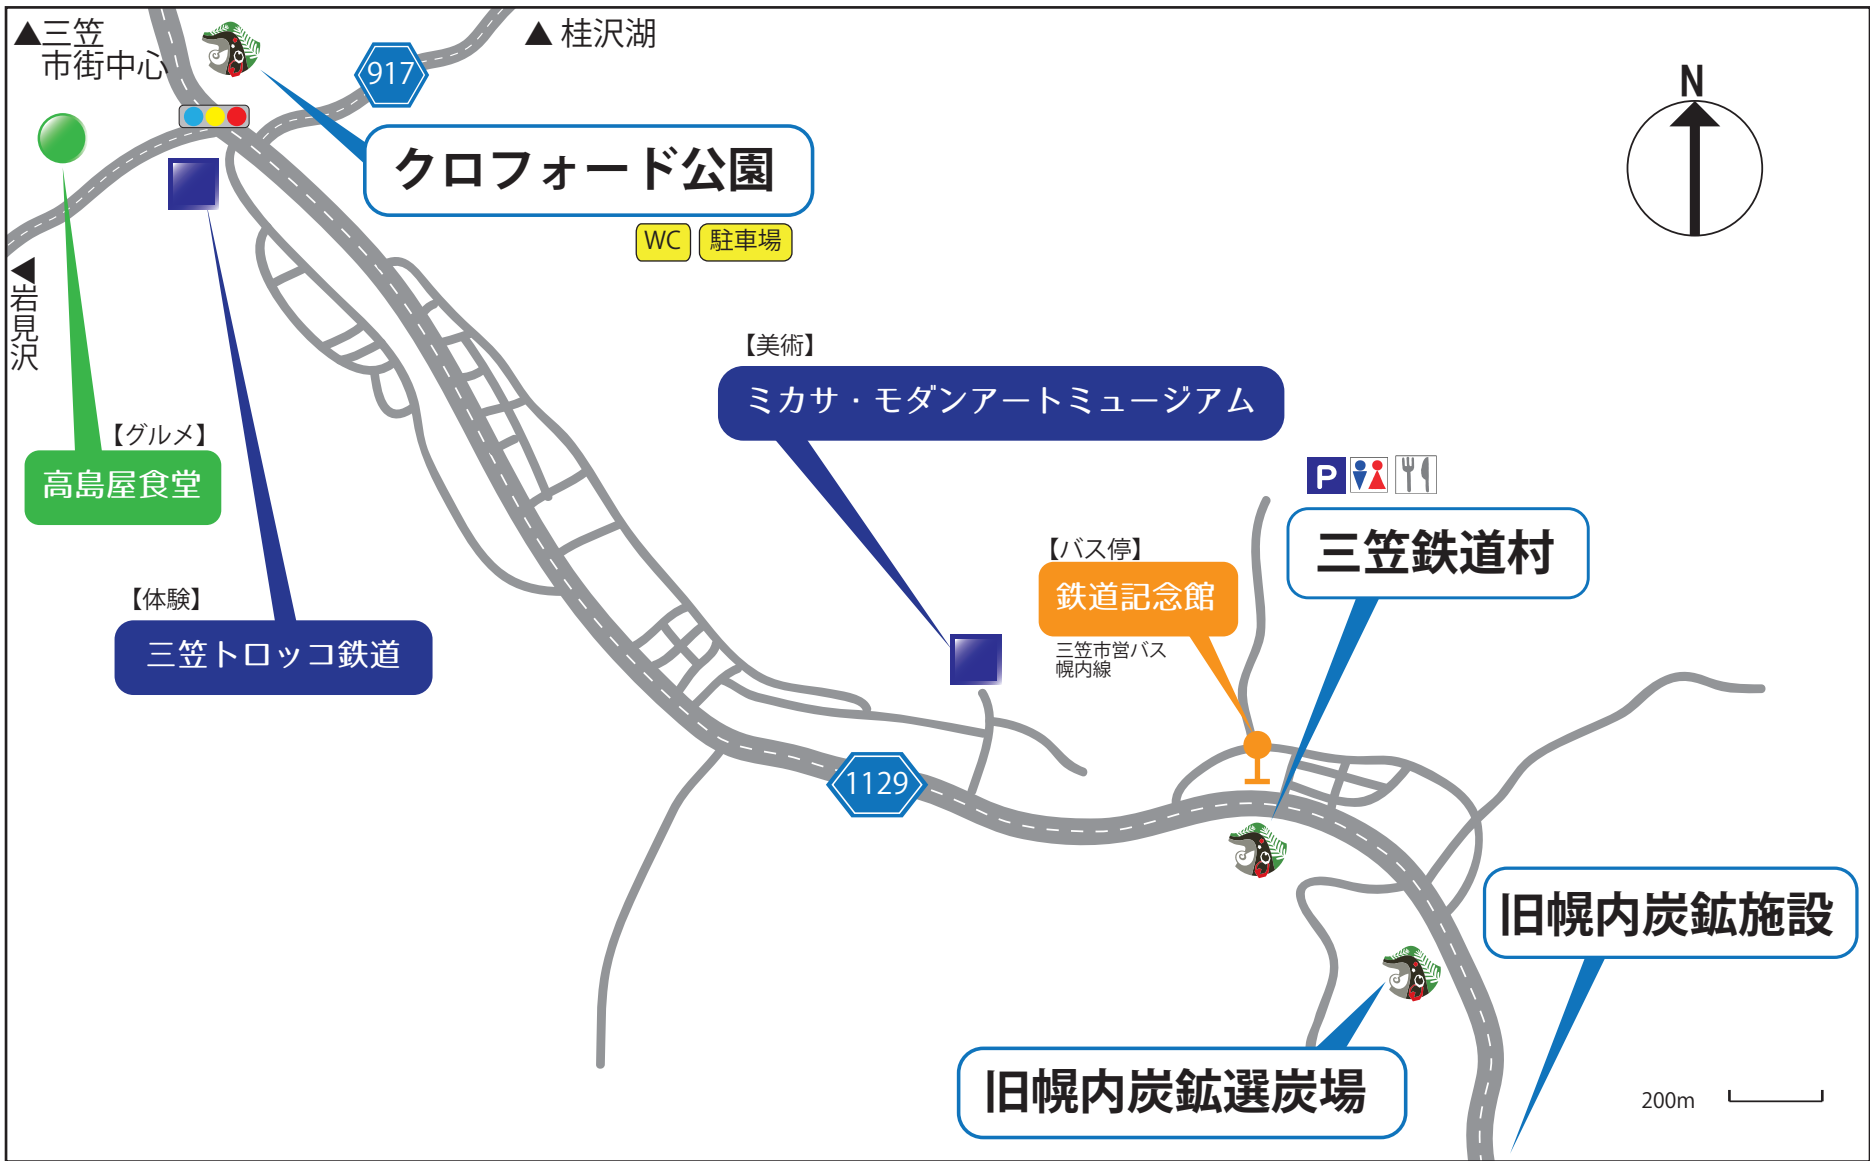 ▲三笠
市街中心
▲ 桂沢湖
917
N
クロフォード公園
WC
駐車場
◀岩見沢
【美術】
ミカサ・モダンアートミュージアム
【グルメ】
高島屋食堂
P
三笠鉄道村
【バス停】
鉄道記念館
三笠市営バス
幌内線
【体験】
三笠トロッコ鉄道
1129
旧幌内炭鉱施設
旧幌内炭鉱選炭場
200m